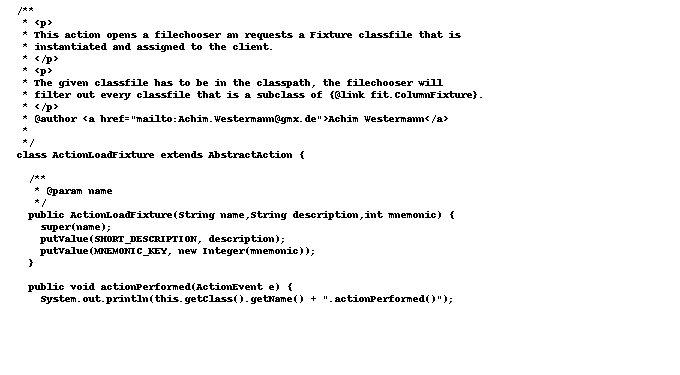 /**
 * <p>
 * This action opens a filechooser an requests a Fixture classfile that is
 * instantiated and assigned to the client.
 * </p>
 * <p>
 * The given classfile has to be in the classpath, the filechooser will
 * filter out every classfile that is a subclass of {@link fit.ColumnFixture}.
 * </p>
 * @author <a href="mailto:Achim.Westermann@gmx.de">Achim Westermann</a>
 *
 */
class ActionLoadFixture extends AbstractAction {

  /**
   * @param name
   */
  public ActionLoadFixture(String name,String description,int mnemonic) {
    super(name);
    putValue(SHORT_DESCRIPTION, description);
    putValue(MNEMONIC_KEY, new Integer(mnemonic));
  }

  public void actionPerformed(ActionEvent e) {
    System.out.println(this.getClass().getName() + ".actionPerformed()");